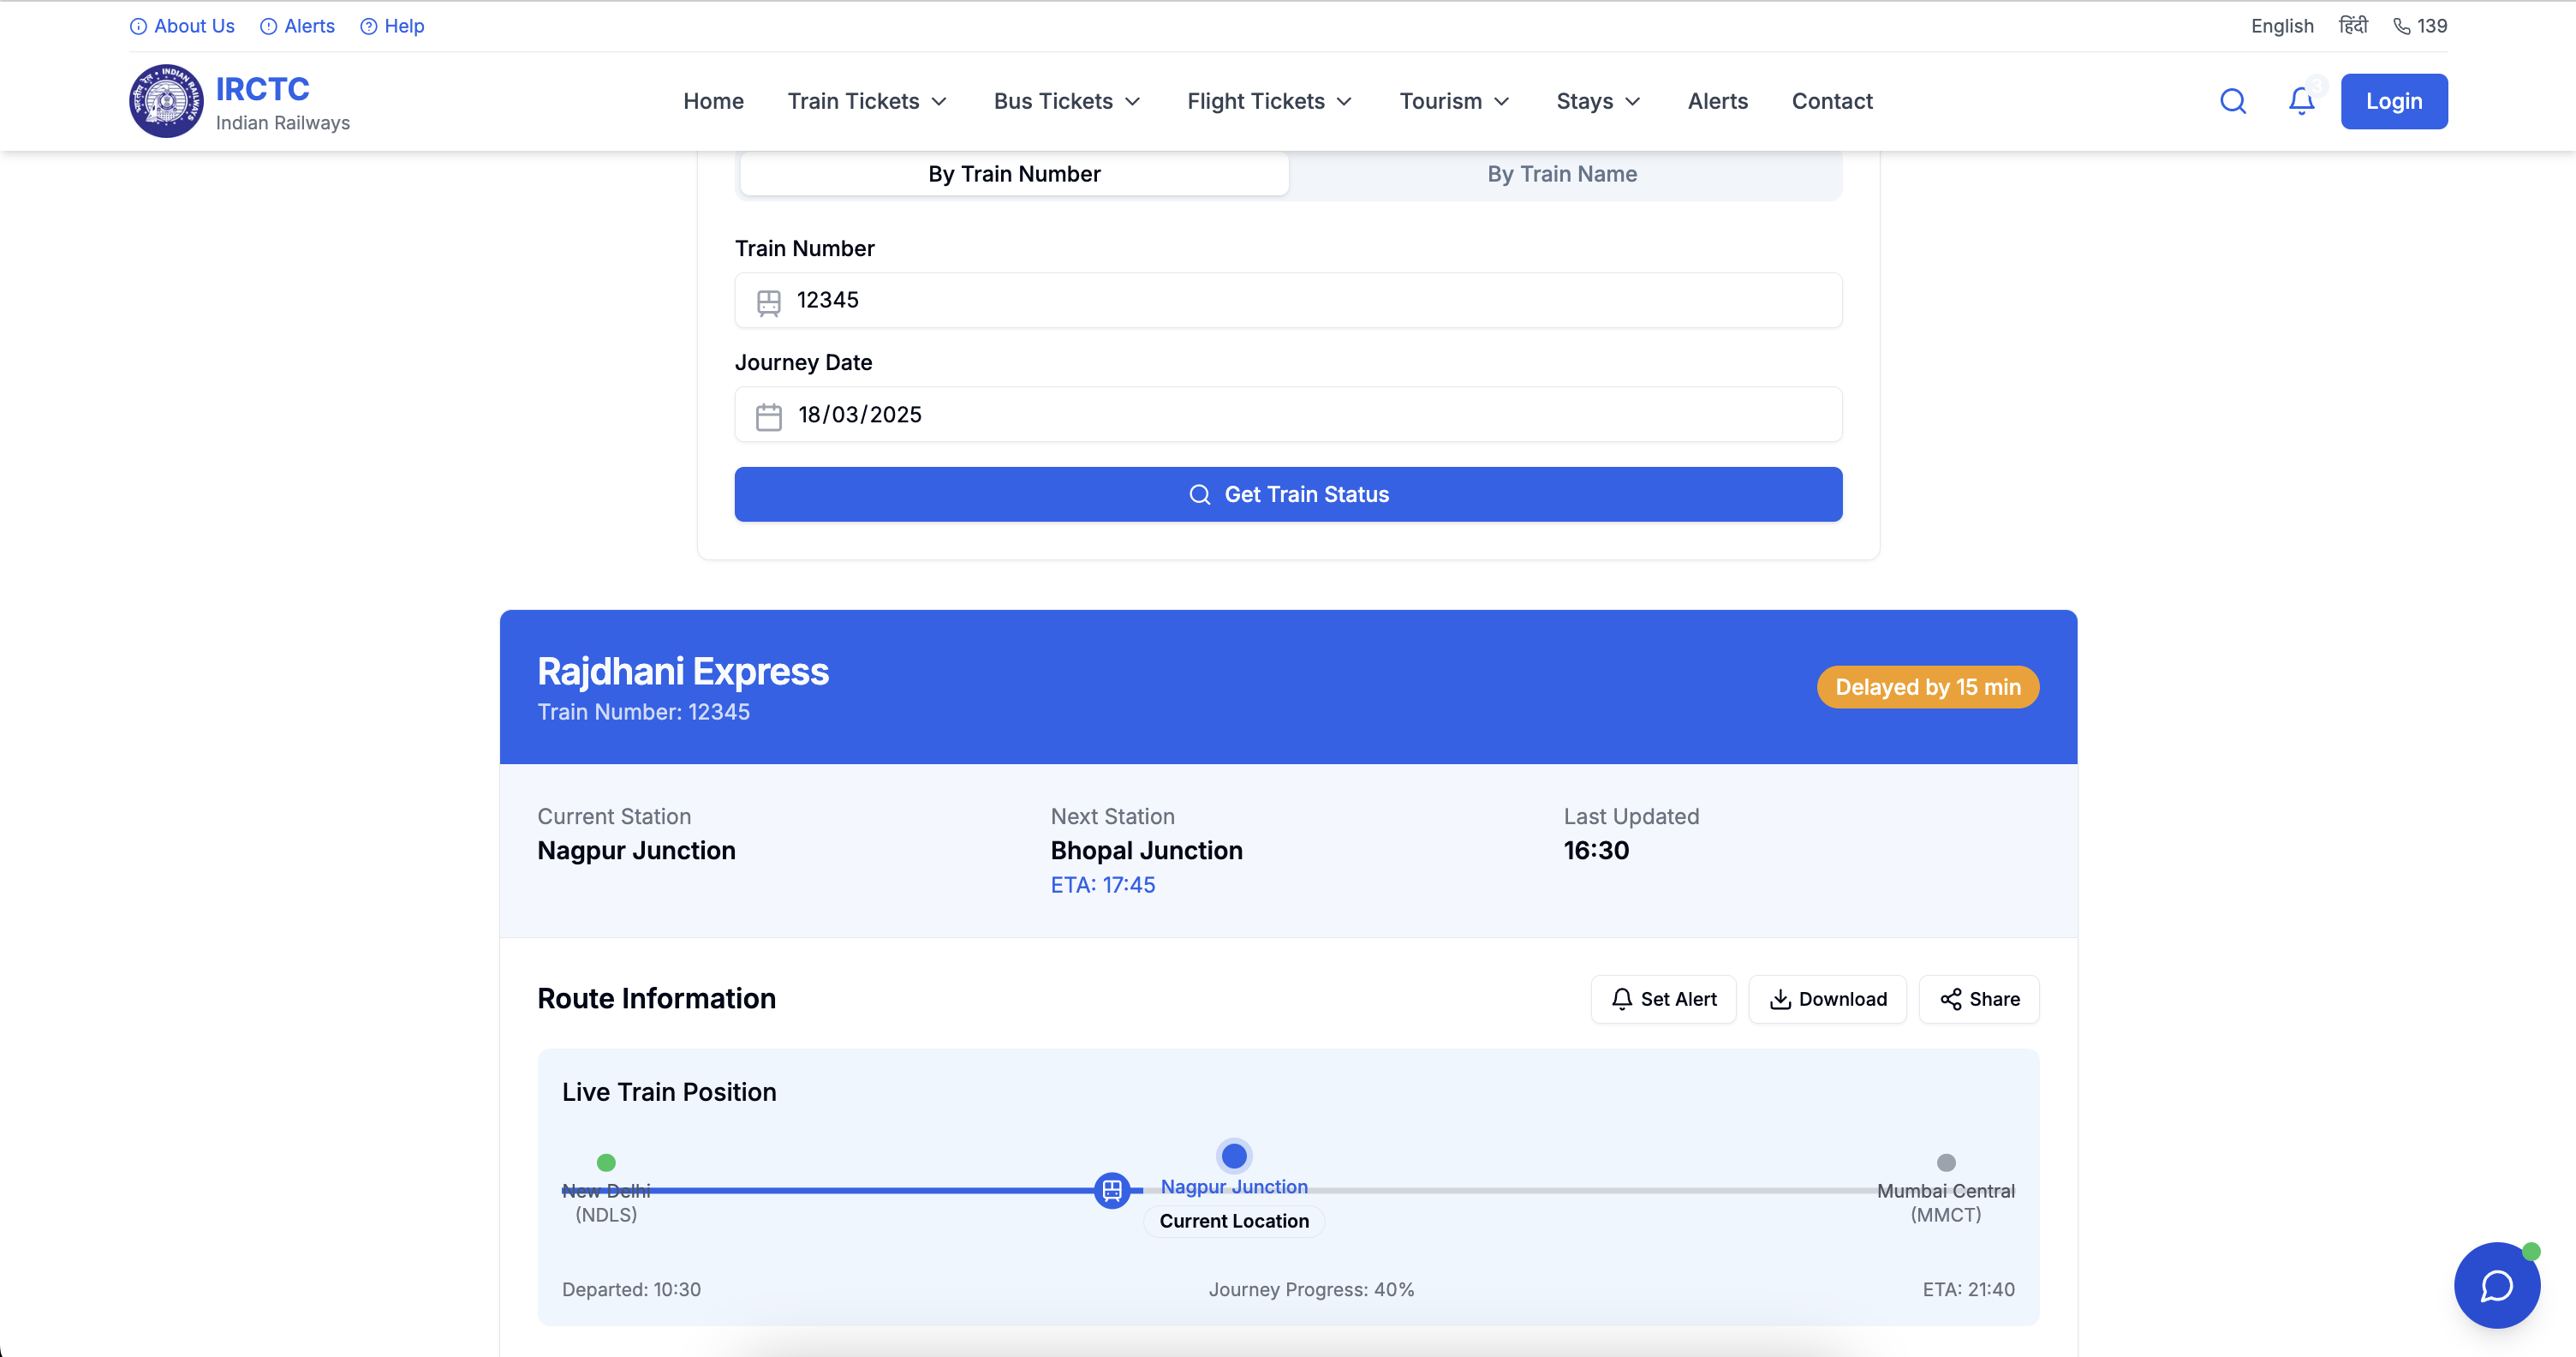 About Us
Alerts
Help
English
हिंदी
139
IRCTC
Indian Railways
Home
Train Tickets
Bus Tickets
Flight Tickets
Tourism
Stays
Alerts
Contact
3
Login
By Train Number
By Train Name
Train Number
12345
Journey Date
18/03/2025
Get Train Status
Rajdhani Express
Train Number: 12345
Delayed by 15 min
Current Station
Nagpur Junction
Next Station
Bhopal Junction
ETA: 17:45
Last Updated
16:30
Route Information
Set Alert
Download
Share
Live Train Position
New Delhi
(NDLS)
Nagpur Junction
Current Location
Mumbai Central
(MMCT)
Departed: 10:30
Journey Progress: 40%
ETA: 21:40